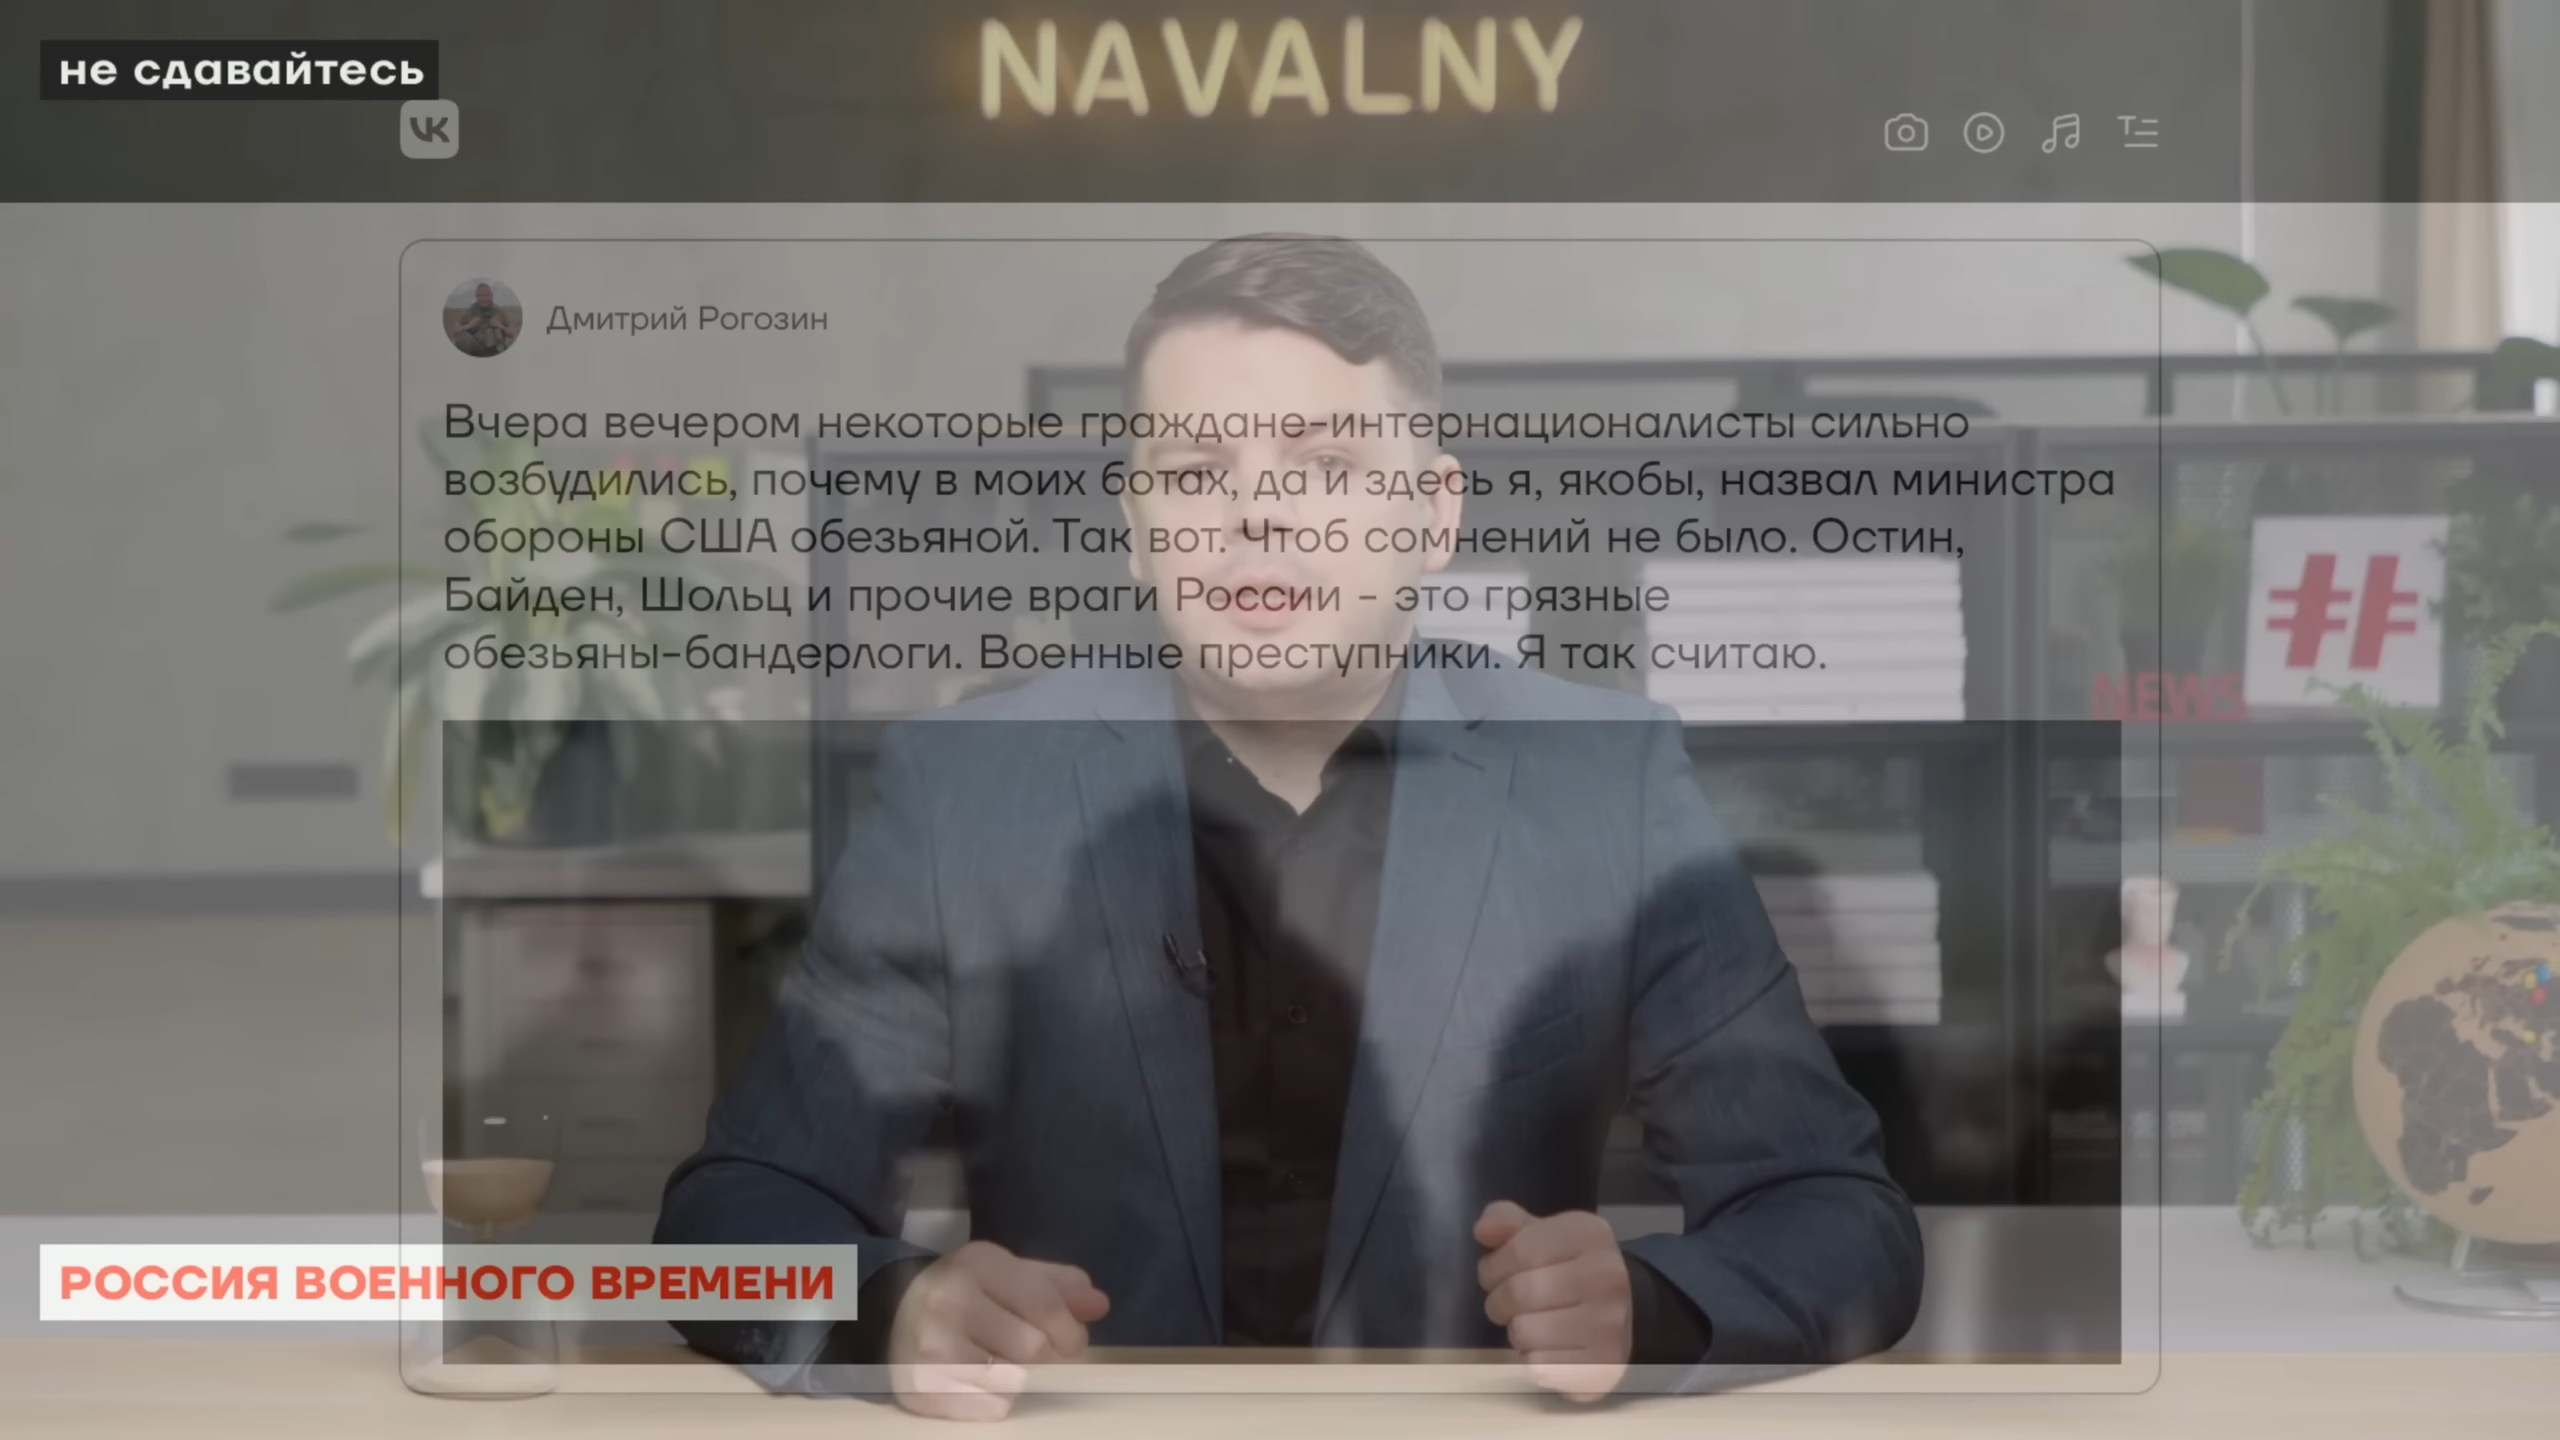 не сдавайтесь
NAVALNY
Дмитрий Рогозин
Вчера вечером некоторые граждане-интернационалисты сильно
возбудились, почему в моих ботах, да и здесь я, якобы, назвал министра
обороны США обезьяной. Так вот. Чтоб сомнений не было. Остин,
Байден, Шольц и прочие враги России - это грязные
обезьяны-бандерлоги. Военные преступники. Я так считаю.
#
NEWS
РОССИЯ ВОЕННОГО ВРЕМЕНИ